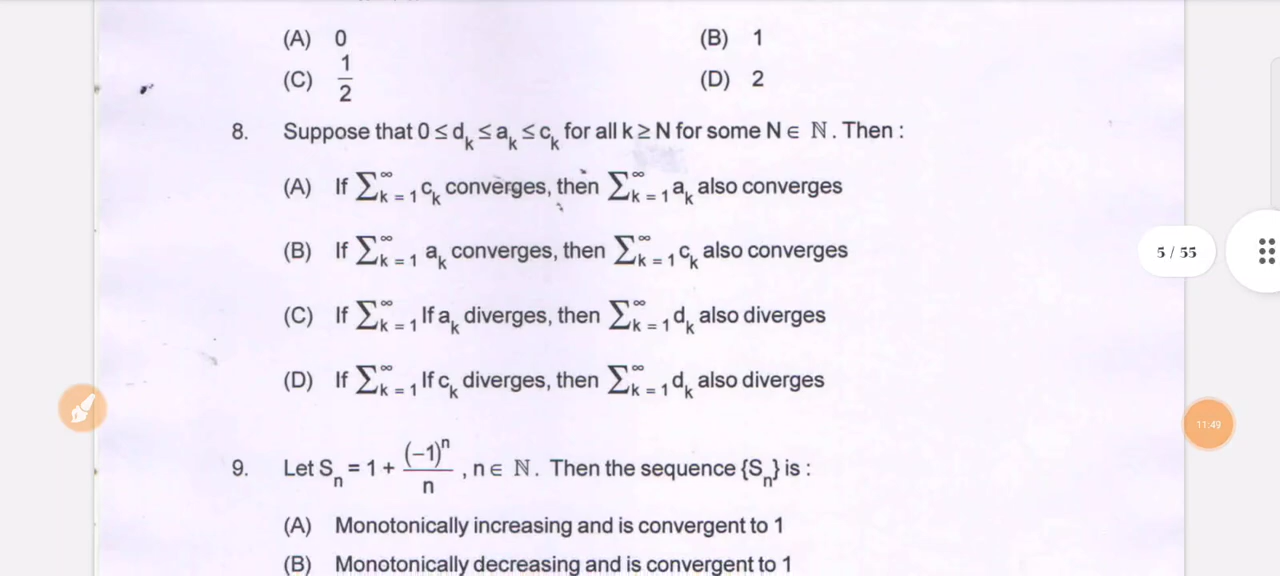 (A) 0 (B) 1
(C) 1/2 (D) 2
8. Suppose that 0 ≤ d_k ≤ a_k ≤ c_k for all k ≥ N for some N ∈ ℕ. Then :
(A) If ∑_{k = 1}^∞ c_k converges, then ∑_{k = 1}^∞ a_k also converges
(B) If ∑_{k = 1}^∞ a_k converges, then ∑_{k = 1}^∞ c_k also converges
(C) If ∑_{k = 1}^∞ If a_k diverges, then ∑_{k = 1}^∞ d_k also diverges
(D) If ∑_{k = 1}^∞ If c_k diverges, then ∑_{k = 1}^∞ d_k also diverges
5 / 55
11:49
9. Let S_n = 1 + (−1)^n/n , n ∈ ℕ. Then the sequence {S_n} is :
(A) Monotonically increasing and is convergent to 1
(B) Monotonically decreasing and is convergent to 1